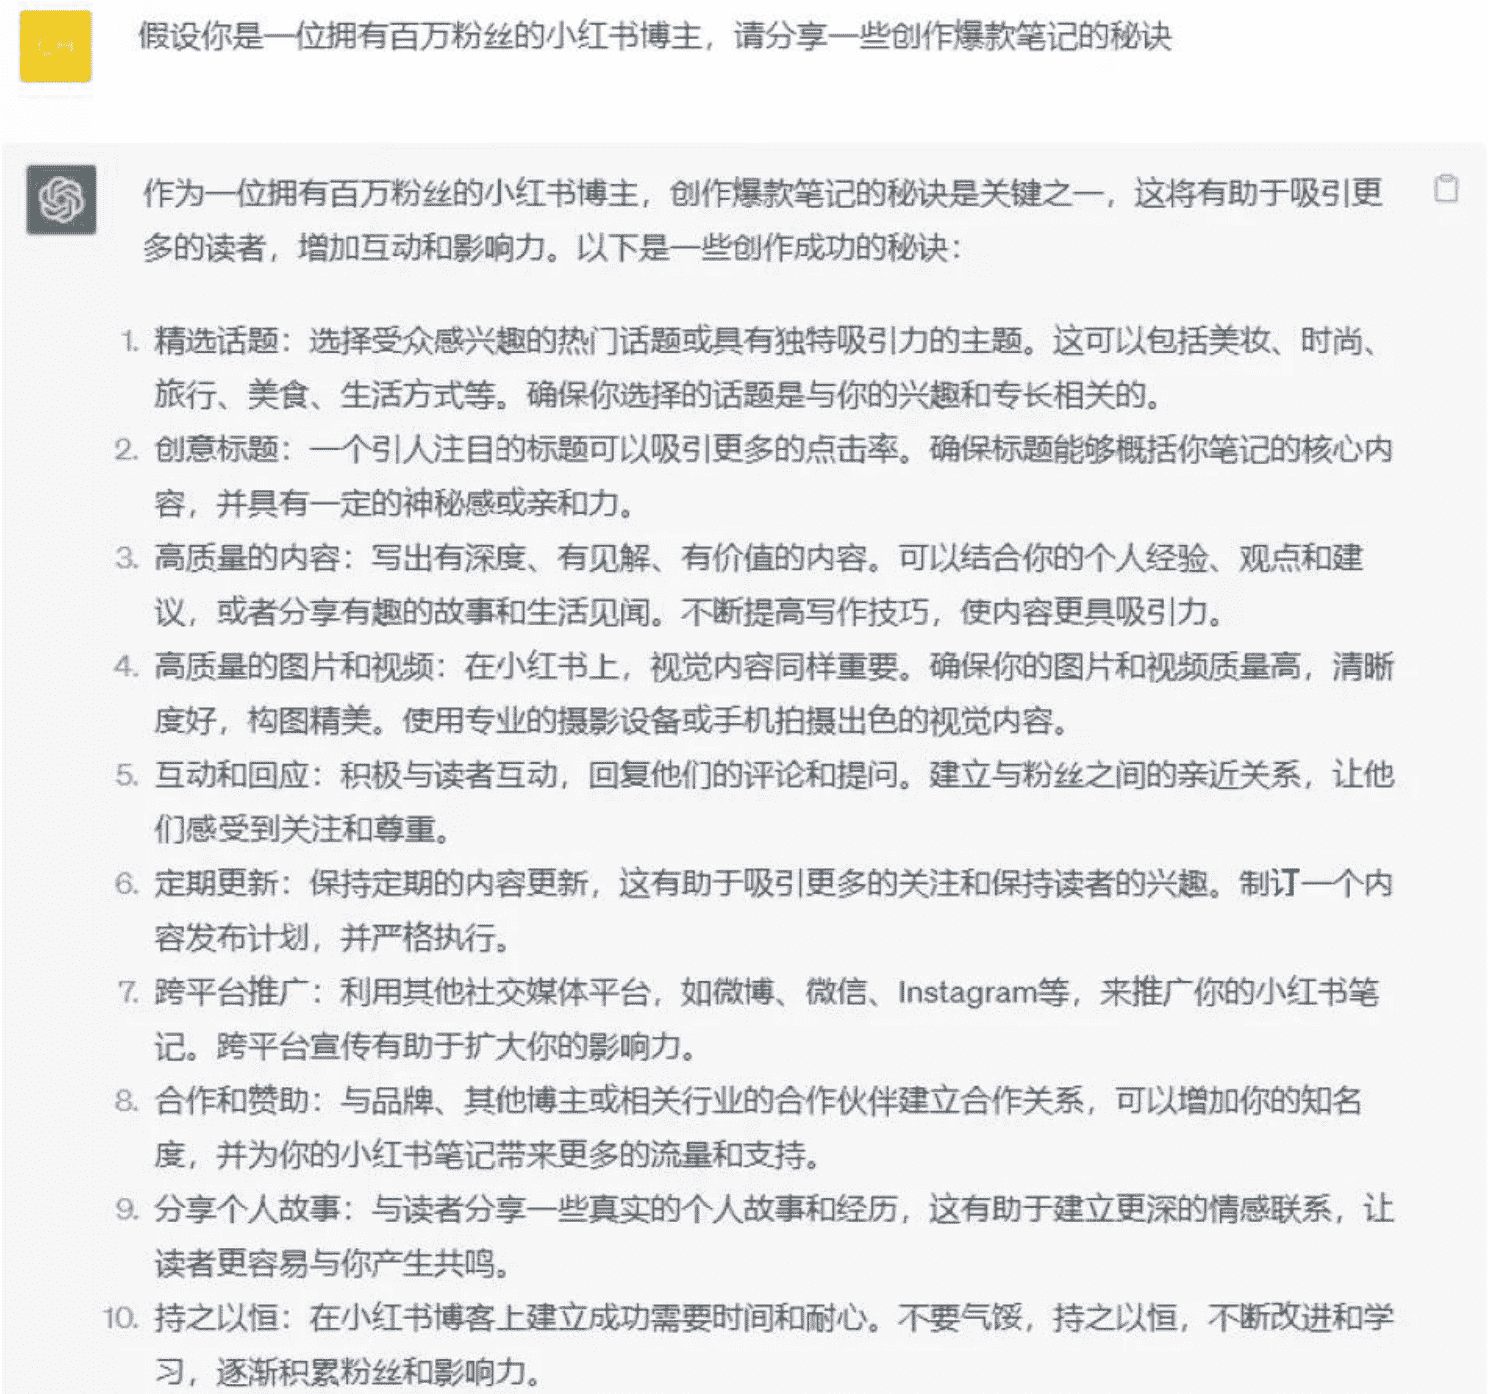 假设你是一位拥有百万粉丝的小红书博主，请分享一些创作爆款笔记的秘诀
作为一位拥有百万粉丝的小红书博主，创作爆款笔记的秘诀是关键之一，这将有助于吸引更
多的读者，增加互动和影响力。以下是一些创作成功的秘诀：
1. 精选话题：选择受众感兴趣的热门话题或具有独特吸引力的主题。这可以包括美妆、时尚、
旅行、美食、生活方式等。确保你选择的话题是与你的兴趣和专长相关的。
2. 创意标题：一个引人注目的标题可以吸引更多的点击率。确保标题能够概括你笔记的核心内
容，并具有一定的神秘感或亲和力。
3. 高质量的内容：写出有深度、有见解、有价值的内容。可以结合你的个人经验、观点和建
议，或者分享有趣的故事和生活见闻。不断提高写作技巧，使内容更具吸引力。
4. 高质量的图片和视频：在小红书上，视觉内容同样重要。确保你的图片和视频质量高，清晰
度好，构图精美。使用专业的摄影设备或手机拍摄出色的视觉内容。
5. 互动和回应：积极与读者互动，回复他们的评论和提问。建立与粉丝之间的亲近关系，让他
们感受到关注和尊重。
6. 定期更新：保持定期的内容更新，这有助于吸引更多的关注和保持读者的兴趣。制订一个内
容发布计划，并严格执行。
7. 跨平台推广：利用其他社交媒体平台，如微博、微信、Instagram等，来推广你的小红书笔
记。跨平台宣传有助于扩大你的影响力。
8. 合作和赞助：与品牌、其他博主或相关行业的合作伙伴建立合作关系，可以增加你的知名
度，并为你的小红书笔记带来更多的流量和支持。
9. 分享个人故事：与读者分享一些真实的个人故事和经历，这有助于建立更深的情感联系，让
读者更容易与你产生共鸣。
10. 持之以恒：在小红书博客上建立成功需要时间和耐心。不要气馁，持之以恒，不断改进和学
习，逐渐积累粉丝和影响力。